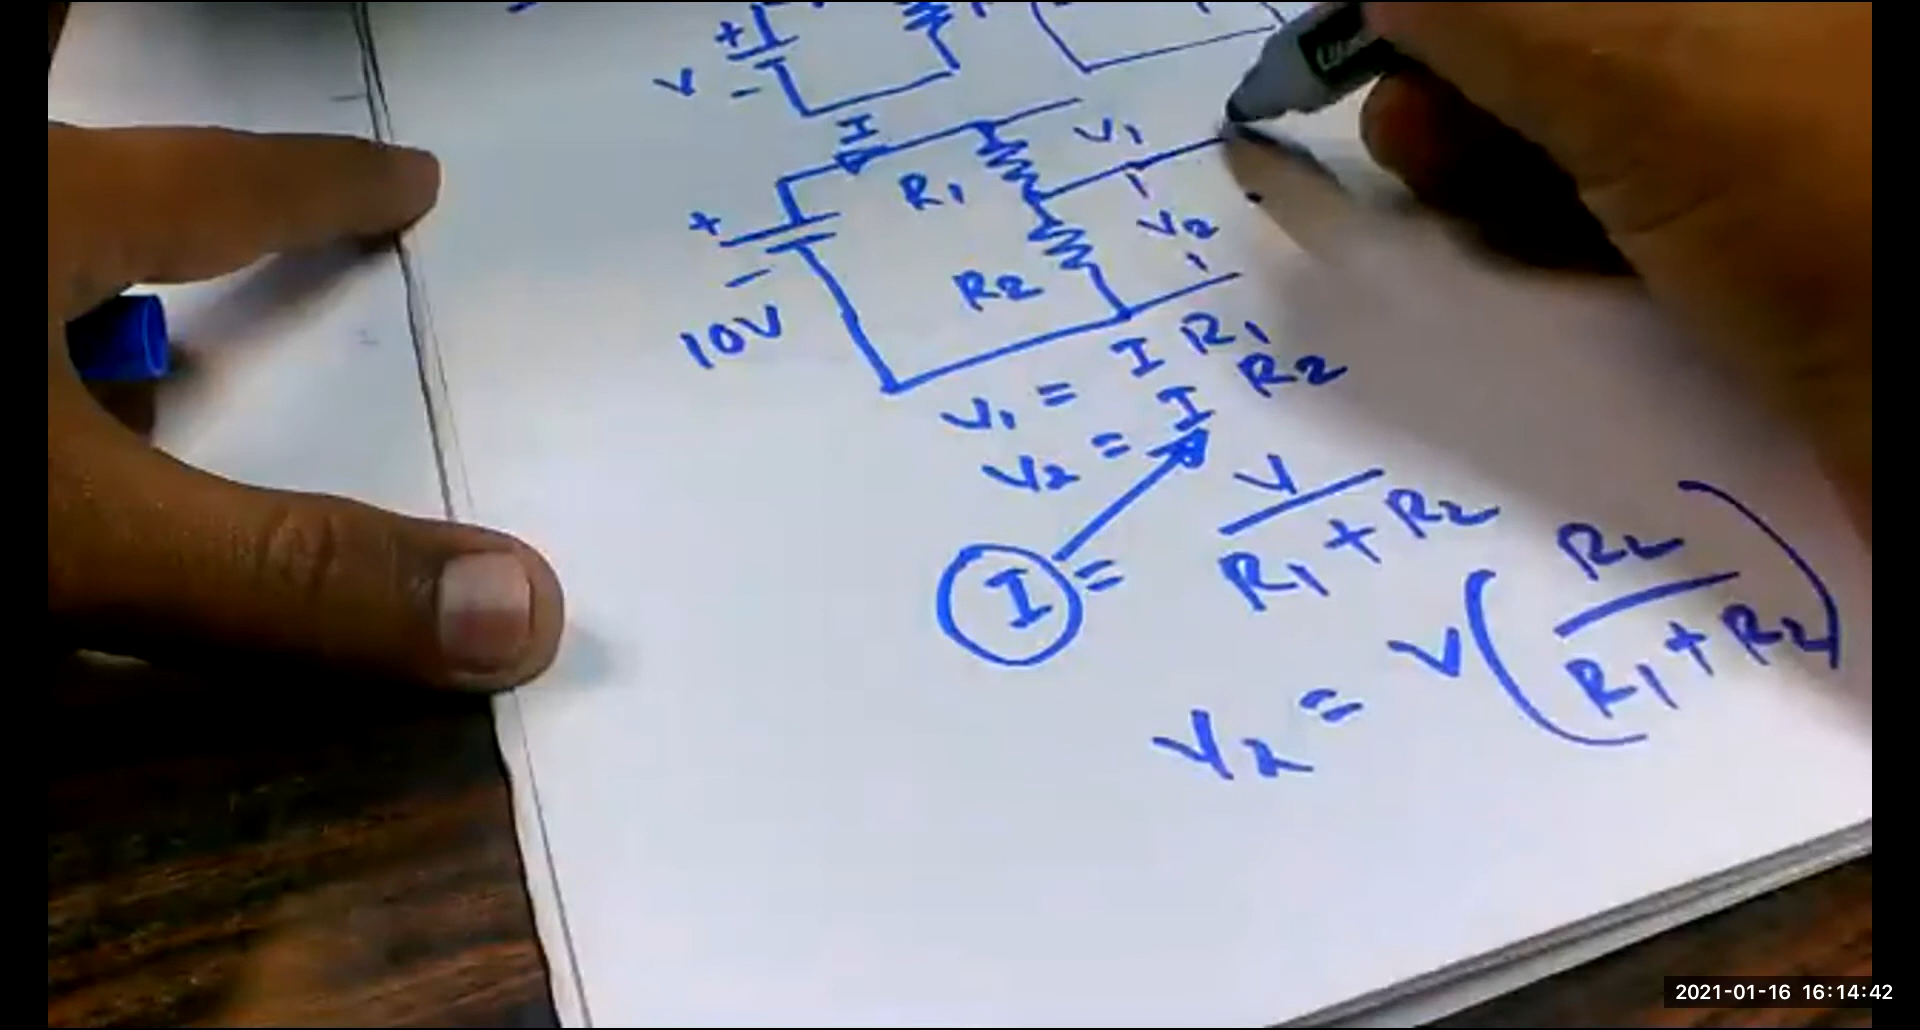 +
V -
I
V1
R1
+
V2
-
R2
10V
V1 = I R1
V2 = I R2
I = V / R1 + R2
V2 = V ( R2 / R1 + R2 )
2021-01-16 16:14:42